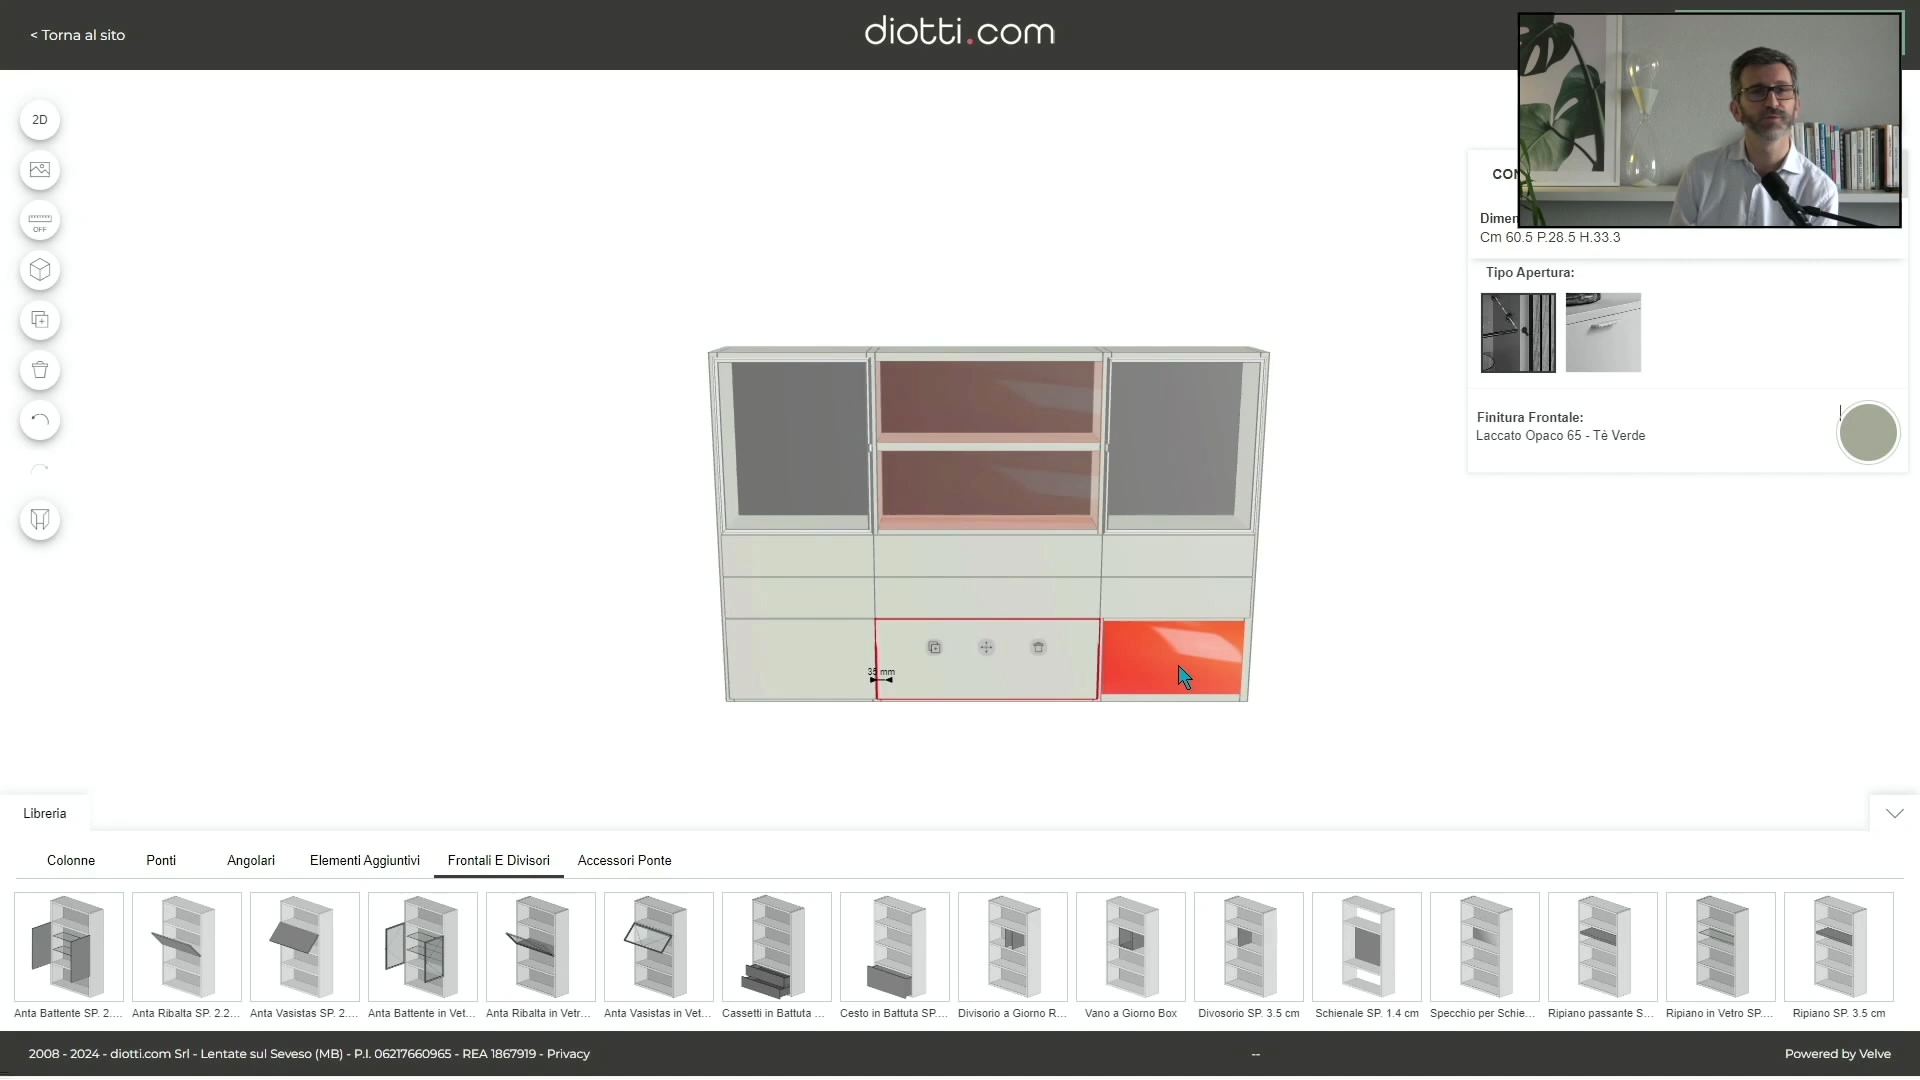 < Torna al sito
diotti.com
2D
OFF
Dimen
Cm 60.5 P.28.5 H.33.3
Tipo Apertura:
Finitura Frontale:
Laccato Opaco 65 - Tè Verde
35 mm
Libreria
Colonne
Ponti
Angolari
Elementi Aggiuntivi
Frontali E Divisori
Accessori Ponte
Anta Battente SP. 2....
Anta Ribalta SP. 2.2...
Anta Vasistas SP. 2....
Anta Battente in Vet...
Anta Ribalta in Vetr...
Anta Vasistas in Vet...
Cassetti in Battuta ...
Cesto in Battuta SP....
Divisorio a Giorno R...
Vano a Giorno Box
Divosorio SP. 3.5 cm
Schienale SP. 1.4 cm
Specchio per Schie...
Ripiano passante S...
Ripiano in Vetro SP....
Ripiano SP. 3.5 cm
2008 - 2024 - diotti.com Srl - Lentate sul Seveso (MB) - P.I. 06217660965 - REA 1867919 - Privacy
--
Powered by Velve